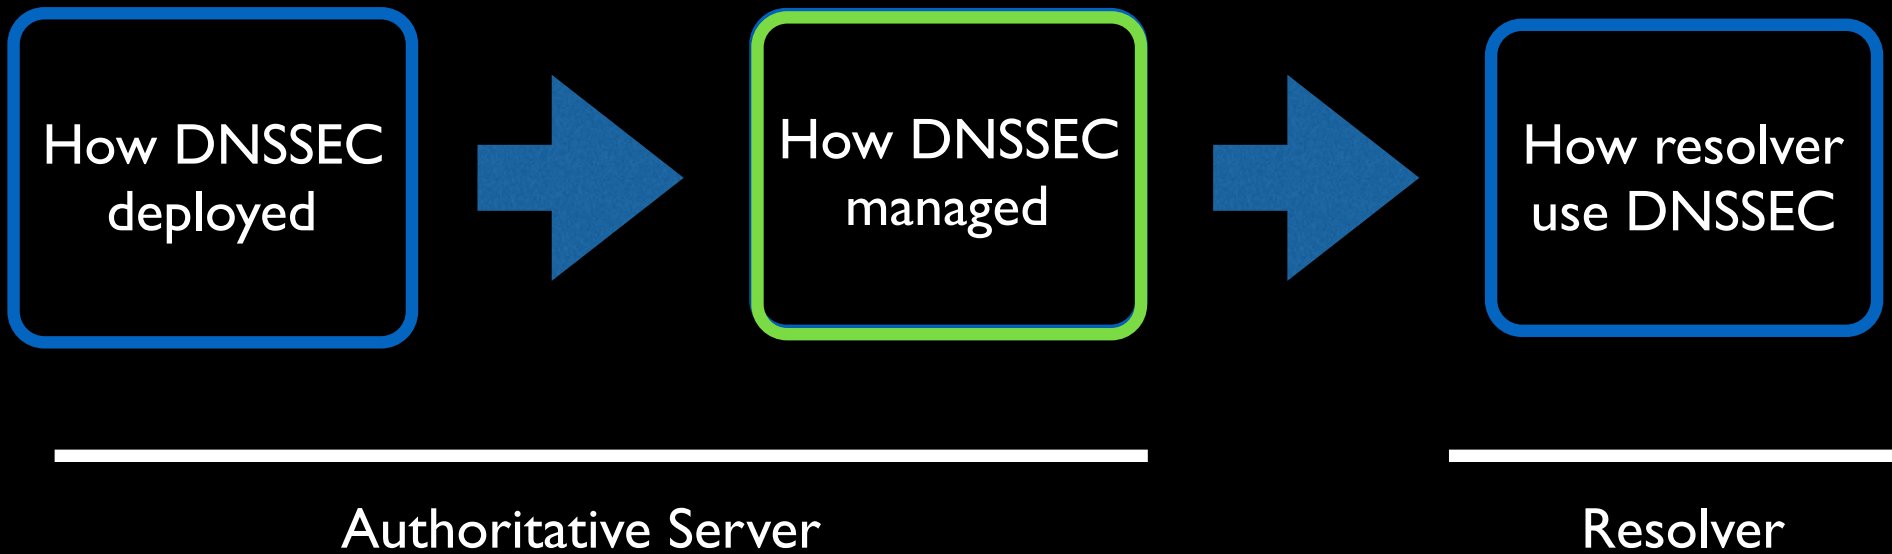 How DNSSEC
deployed
How DNSSEC
managed
How resolver
use DNSSEC
Authoritative Server
Resolver